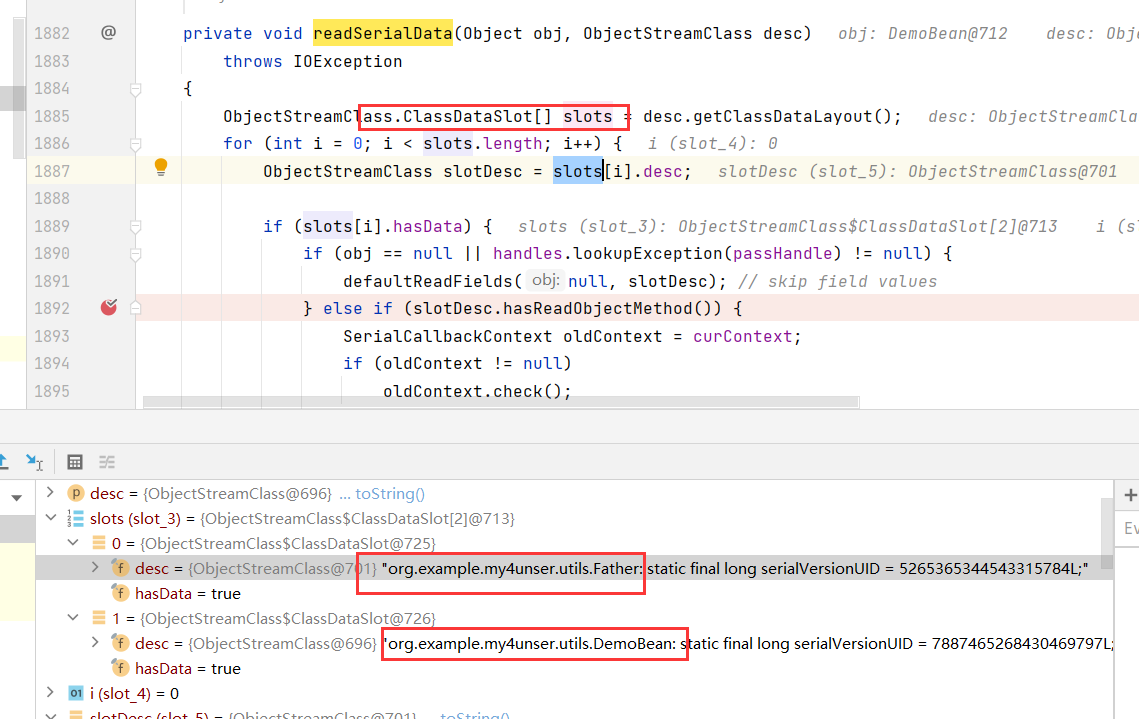 1882 @ private void readSerialData(Object obj, ObjectStreamClass desc) obj: DemoBean@712 desc: Obj
1883 throws IOException
1884 {
1885 ObjectStreamClass.ClassDataSlot[] slots = desc.getClassDataLayout(); desc: ObjectStreamCla
1886 for (int i = 0; i < slots.length; i++) { i (slot_4): 0
1887 ObjectStreamClass slotDesc = slots[i].desc; slotDesc (slot_5): ObjectStreamClass@701
1888
1889 if (slots[i].hasData) { slots (slot_3): ObjectStreamClass$ClassDataSlot[2]@713 i (sl
1890 if (obj == null || handles.lookupException(passHandle) != null) {
1891 defaultReadFields( obj: null, slotDesc); // skip field values
1892 } else if (slotDesc.hasReadObjectMethod()) {
1893 SerialCallbackContext oldContext = curContext;
1894 if (oldContext != null)
1895 oldContext.check();
p desc = {ObjectStreamClass@696} ... toString()
slots (slot_3) = {ObjectStreamClass$ClassDataSlot[2]@713}
0 = {ObjectStreamClass$ClassDataSlot@725}
f desc = {ObjectStreamClass@701} "org.example.my4unser.utils.Father: static final long serialVersionUID = 5265365344543315784L;"
f hasData = true
1 = {ObjectStreamClass$ClassDataSlot@726}
f desc = {ObjectStreamClass@696} "org.example.my4unser.utils.DemoBean: static final long serialVersionUID = 7887465268430469797L;
f hasData = true
01 i (slot_4) = 0
slotDesc (slot_5) = {ObjectStreamClass@701} ... toString()
Ev